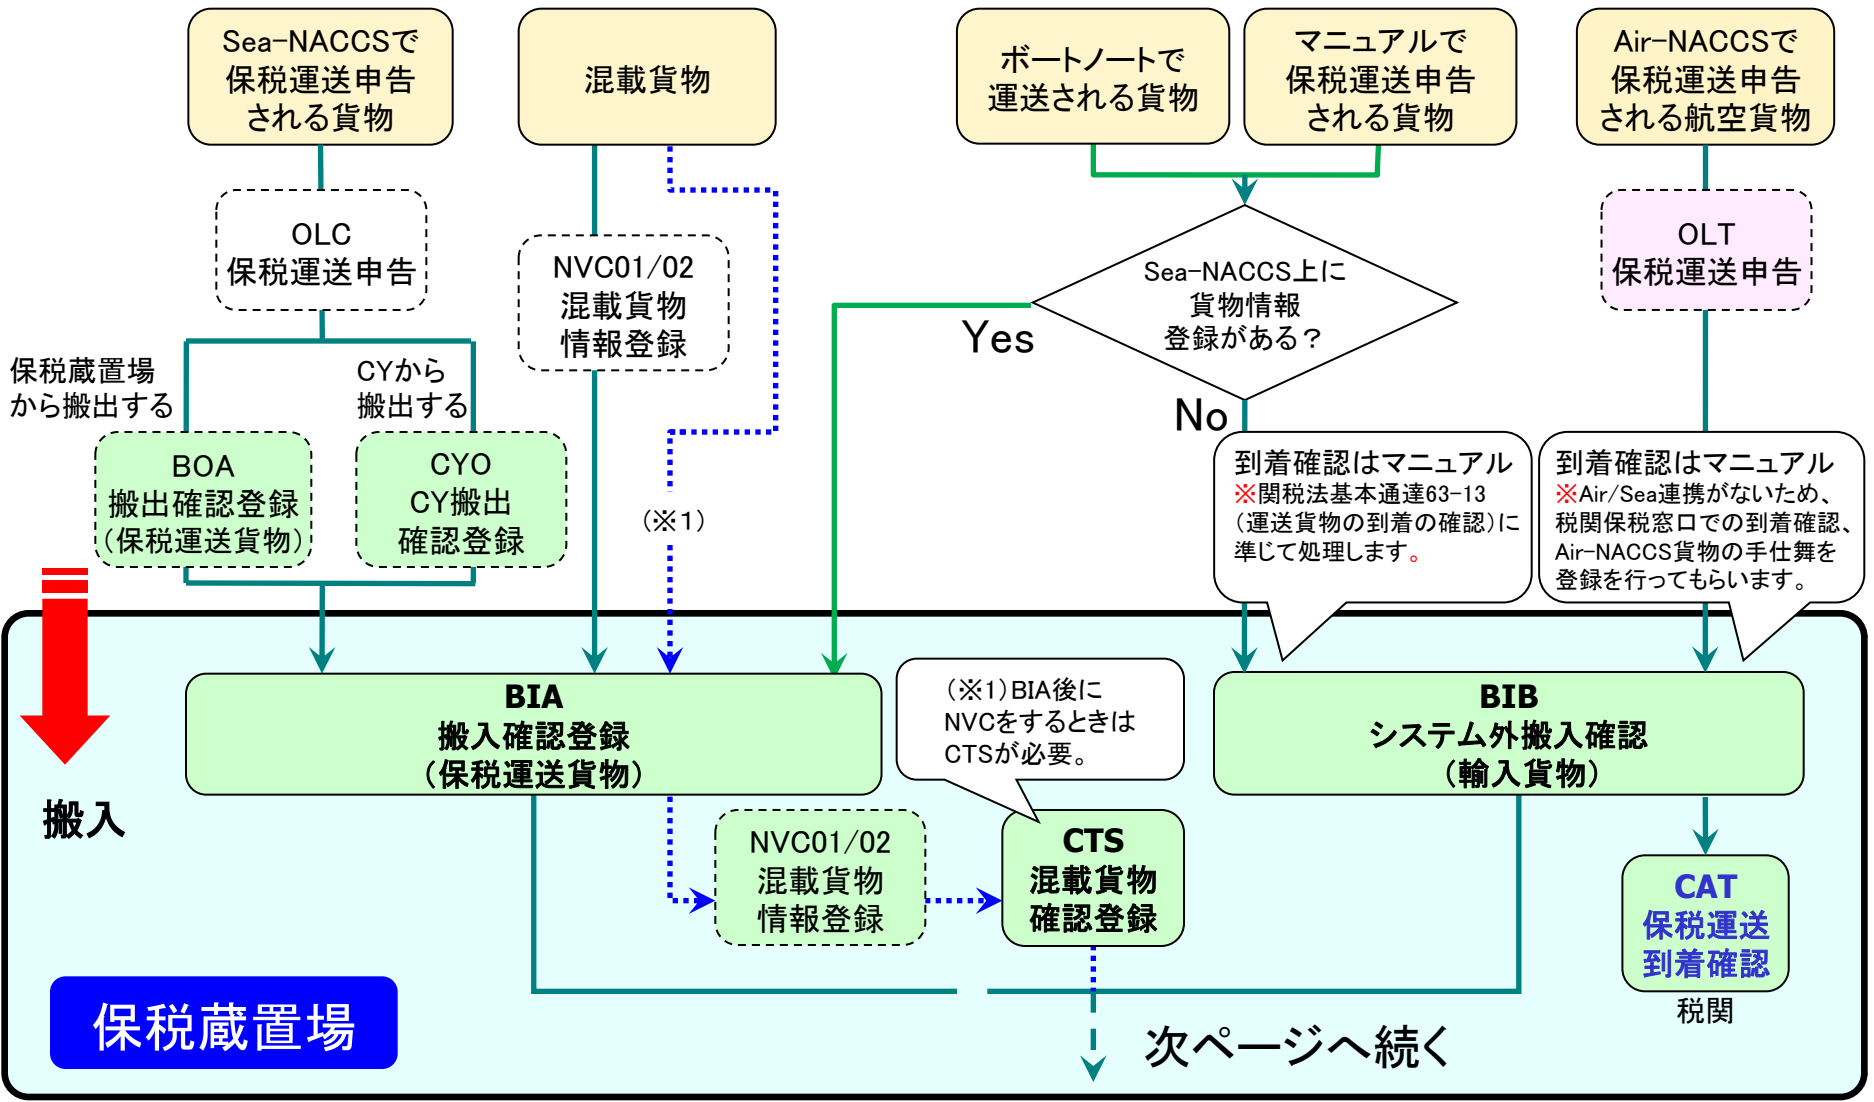 Sea-NACCSで
保税運送申告
される貨物
混載貨物
ボートノートで
運送される貨物
マニュアルで
保税運送申告
される貨物
Air-NACCSで
保税運送申告
される航空貨物
OLC
保税運送申告
NVC01/02
混載貨物
情報登録
Sea-NACCS上に
貨物情報
登録がある？
OLT
保税運送申告
Yes
No
保税蔵置場
から搬出する
CYから
搬出する
BOA
搬出確認登録
（保税運送貨物）
CYO
CY搬出
確認登録
（※1）
到着確認はマニュアル
※関税法基本通達63-13
（運送貨物の到着の確認）に
準じて処理します。
到着確認はマニュアル
※Air/Sea連携がないため、
税関保税窓口での到着確認、
Air-NACCS貨物の手仕舞を
登録を行ってもらいます。
搬入
BIA
搬入確認登録
（保税運送貨物）
（※1）BIA後に
NVCをするときは
CTSが必要。
BIB
システム外搬入確認
（輸入貨物）
NVC01/02
混載貨物
情報登録
CTS
混載貨物
確認登録
CAT
保税運送
到着確認
税関
保税蔵置場
次ページへ続く